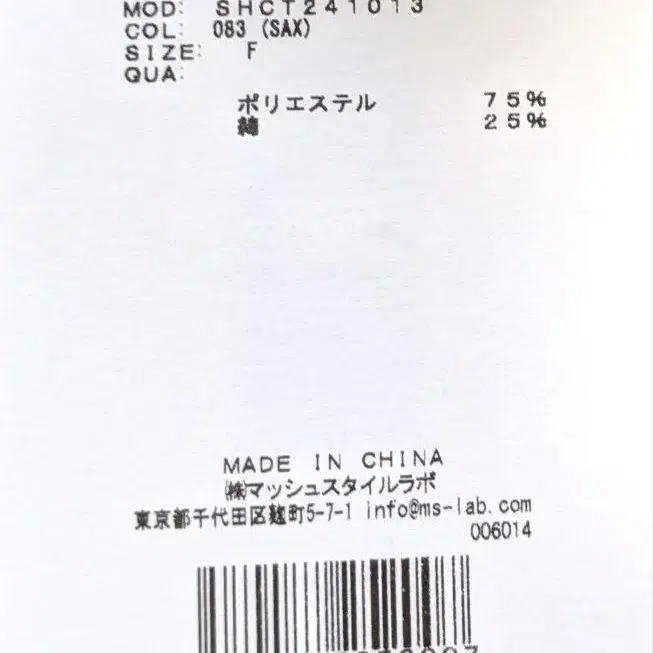 MOD: SHCT241013
COL: 083 (SAX)
SIZE: F
QUA:
ポリエステル 75%
綿 25%
MADE IN CHINA
㈱マッシュスタイルラボ
東京都千代田区麹町5-7-1 info@ms-lab.com
006014